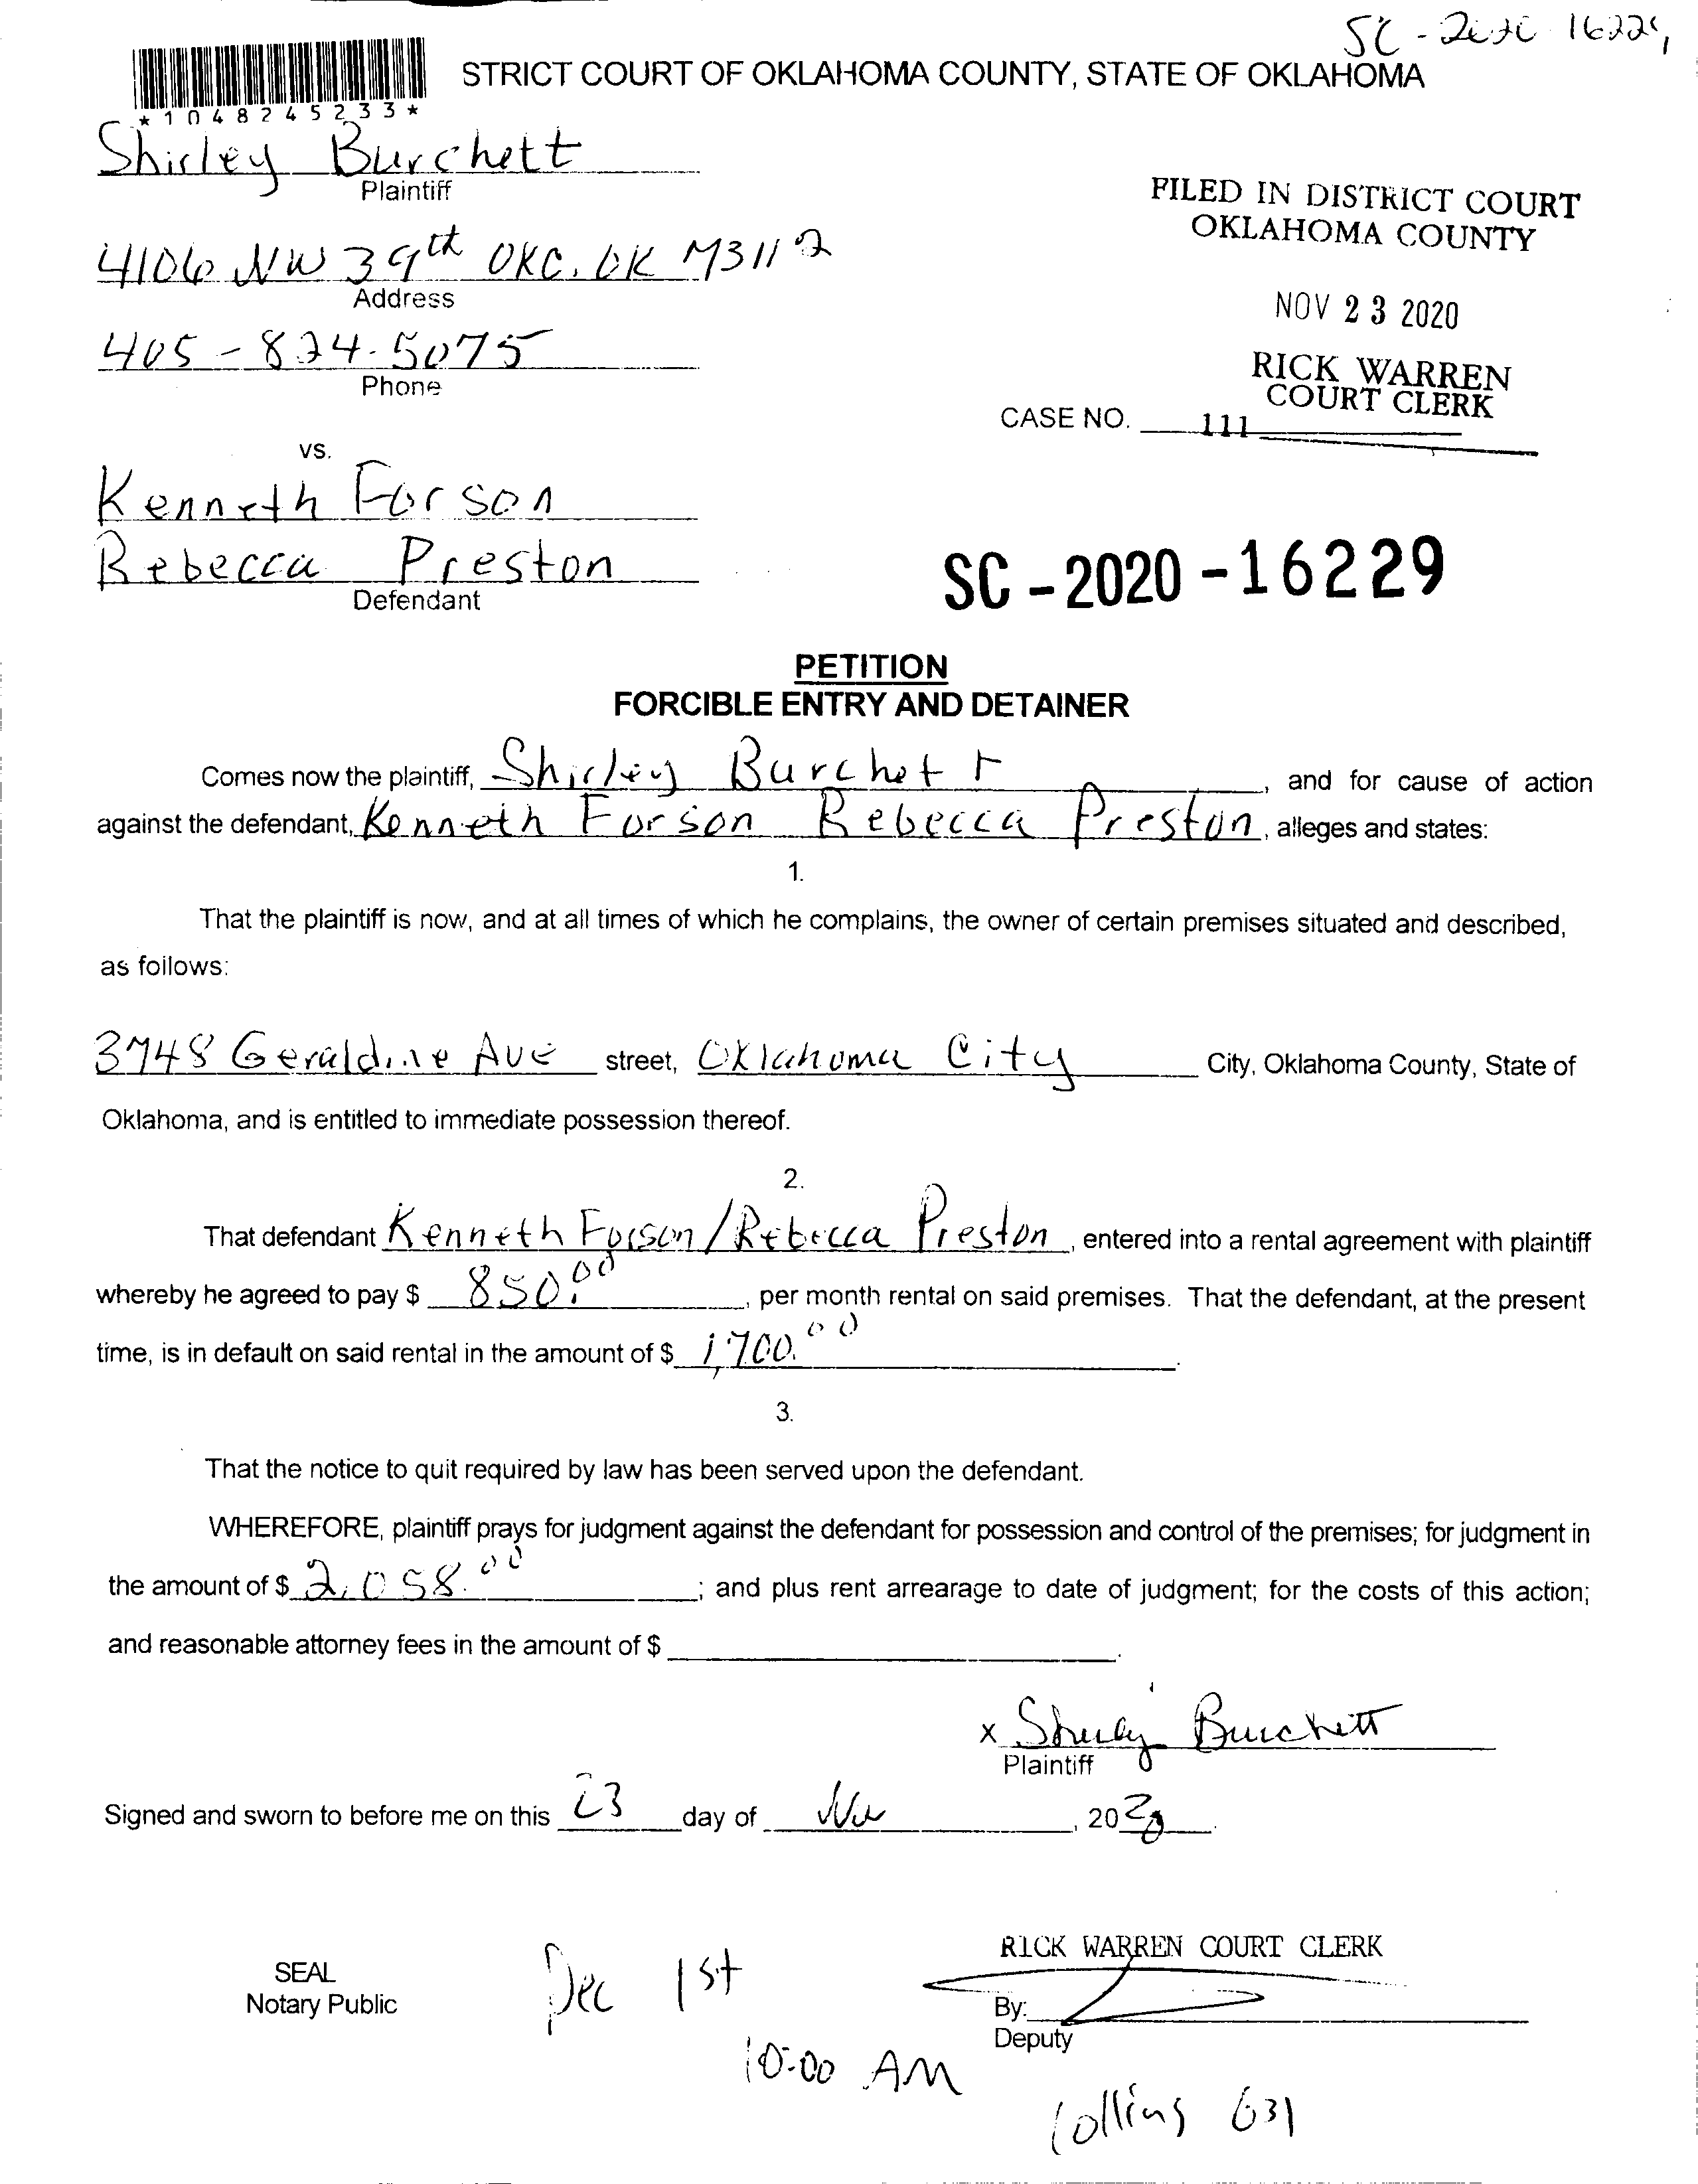 SC-2020-16229
STRICT COURT OF OKLAHOMA COUNTY, STATE OF OKLAHOMA
*1048245233*
Shirley Burchett
Plaintiff
FILED IN DISTRICT COURT
OKLAHOMA COUNTY
4106 NW 39th OKC. OK 73112
Address
NOV 23 2020
405-824-5075
Phone
RICK WARREN
COURT CLERK
CASE NO. 111
vs.
Kenneth Forson
Rebecca Preston
Defendant
SC-2020-16229
PETITION
FORCIBLE ENTRY AND DETAINER
Comes now the plaintiff, Shirley Burchett, and for cause of action
against the defendant, Kenneth Forson Rebecca Preston, alleges and states:
1.
That the plaintiff is now, and at all times of which he complains, the owner of certain premises situated and described,
as follows:
3748 Geraldine Ave street, Oklahoma City City, Oklahoma County, State of
Oklahoma, and is entitled to immediate possession thereof.
2.
That defendant Kenneth Forson/Rebecca Preston, entered into a rental agreement with plaintiff
whereby he agreed to pay $ 850.00, per month rental on said premises. That the defendant, at the present
time, is in default on said rental in the amount of $ 1,700.00.
3.
That the notice to quit required by law has been served upon the defendant.
WHEREFORE, plaintiff prays for judgment against the defendant for possession and control of the premises; for judgment in
the amount of $ 2,058.00; and plus rent arrearage to date of judgment; for the costs of this action;
and reasonable attorney fees in the amount of $ .
x Shirley Burchett
Plaintiff
Signed and sworn to before me on this 23 day of Nov, 2020.
RICK WARREN COURT CLERK
SEAL
Notary Public
Dec 1st
By:
Deputy
10:00 AM
Collins 631